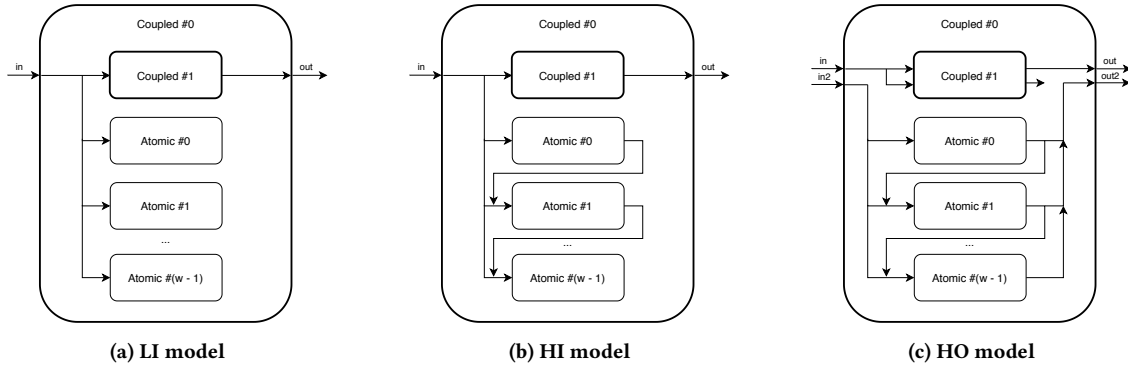 Coupled #0
in
Coupled #1
out
Atomic #0
Atomic #1
...
Atomic #(w - 1)
(a) LI model
Coupled #0
in
Coupled #1
out
Atomic #0
Atomic #1
...
Atomic #(w - 1)
(b) HI model
Coupled #0
in
in2
Coupled #1
out
out2
Atomic #0
Atomic #1
...
Atomic #(w - 1)
(c) HO model